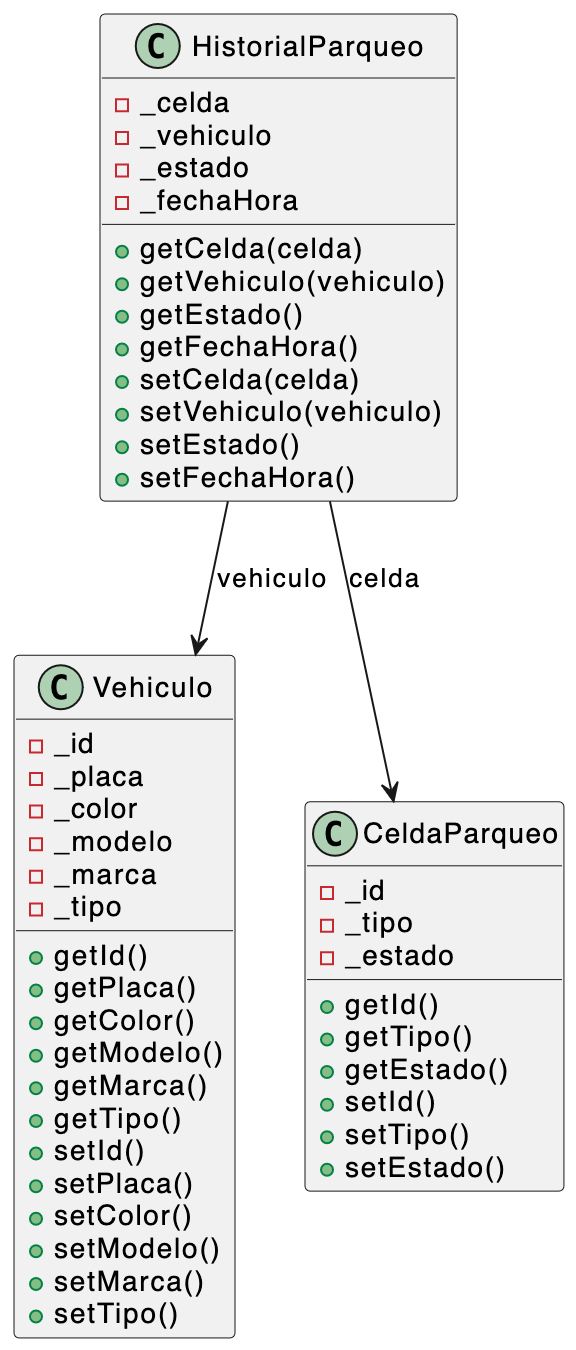 C HistorialParqueo
_celda
_vehiculo
_estado
_fechaHora
getCelda(celda)
getVehiculo(vehiculo)
getEstado()
getFechaHora()
setCelda(celda)
setVehiculo(vehiculo)
setEstado()
setFechaHora()
vehiculo
celda
C Vehiculo
_id
_placa
_color
_modelo
_marca
_tipo
getId()
getPlaca()
getColor()
getModelo()
getMarca()
getTipo()
setId()
setPlaca()
setColor()
setModelo()
setMarca()
setTipo()
C CeldaParqueo
_id
_tipo
_estado
getId()
getTipo()
getEstado()
setId()
setTipo()
setEstado()